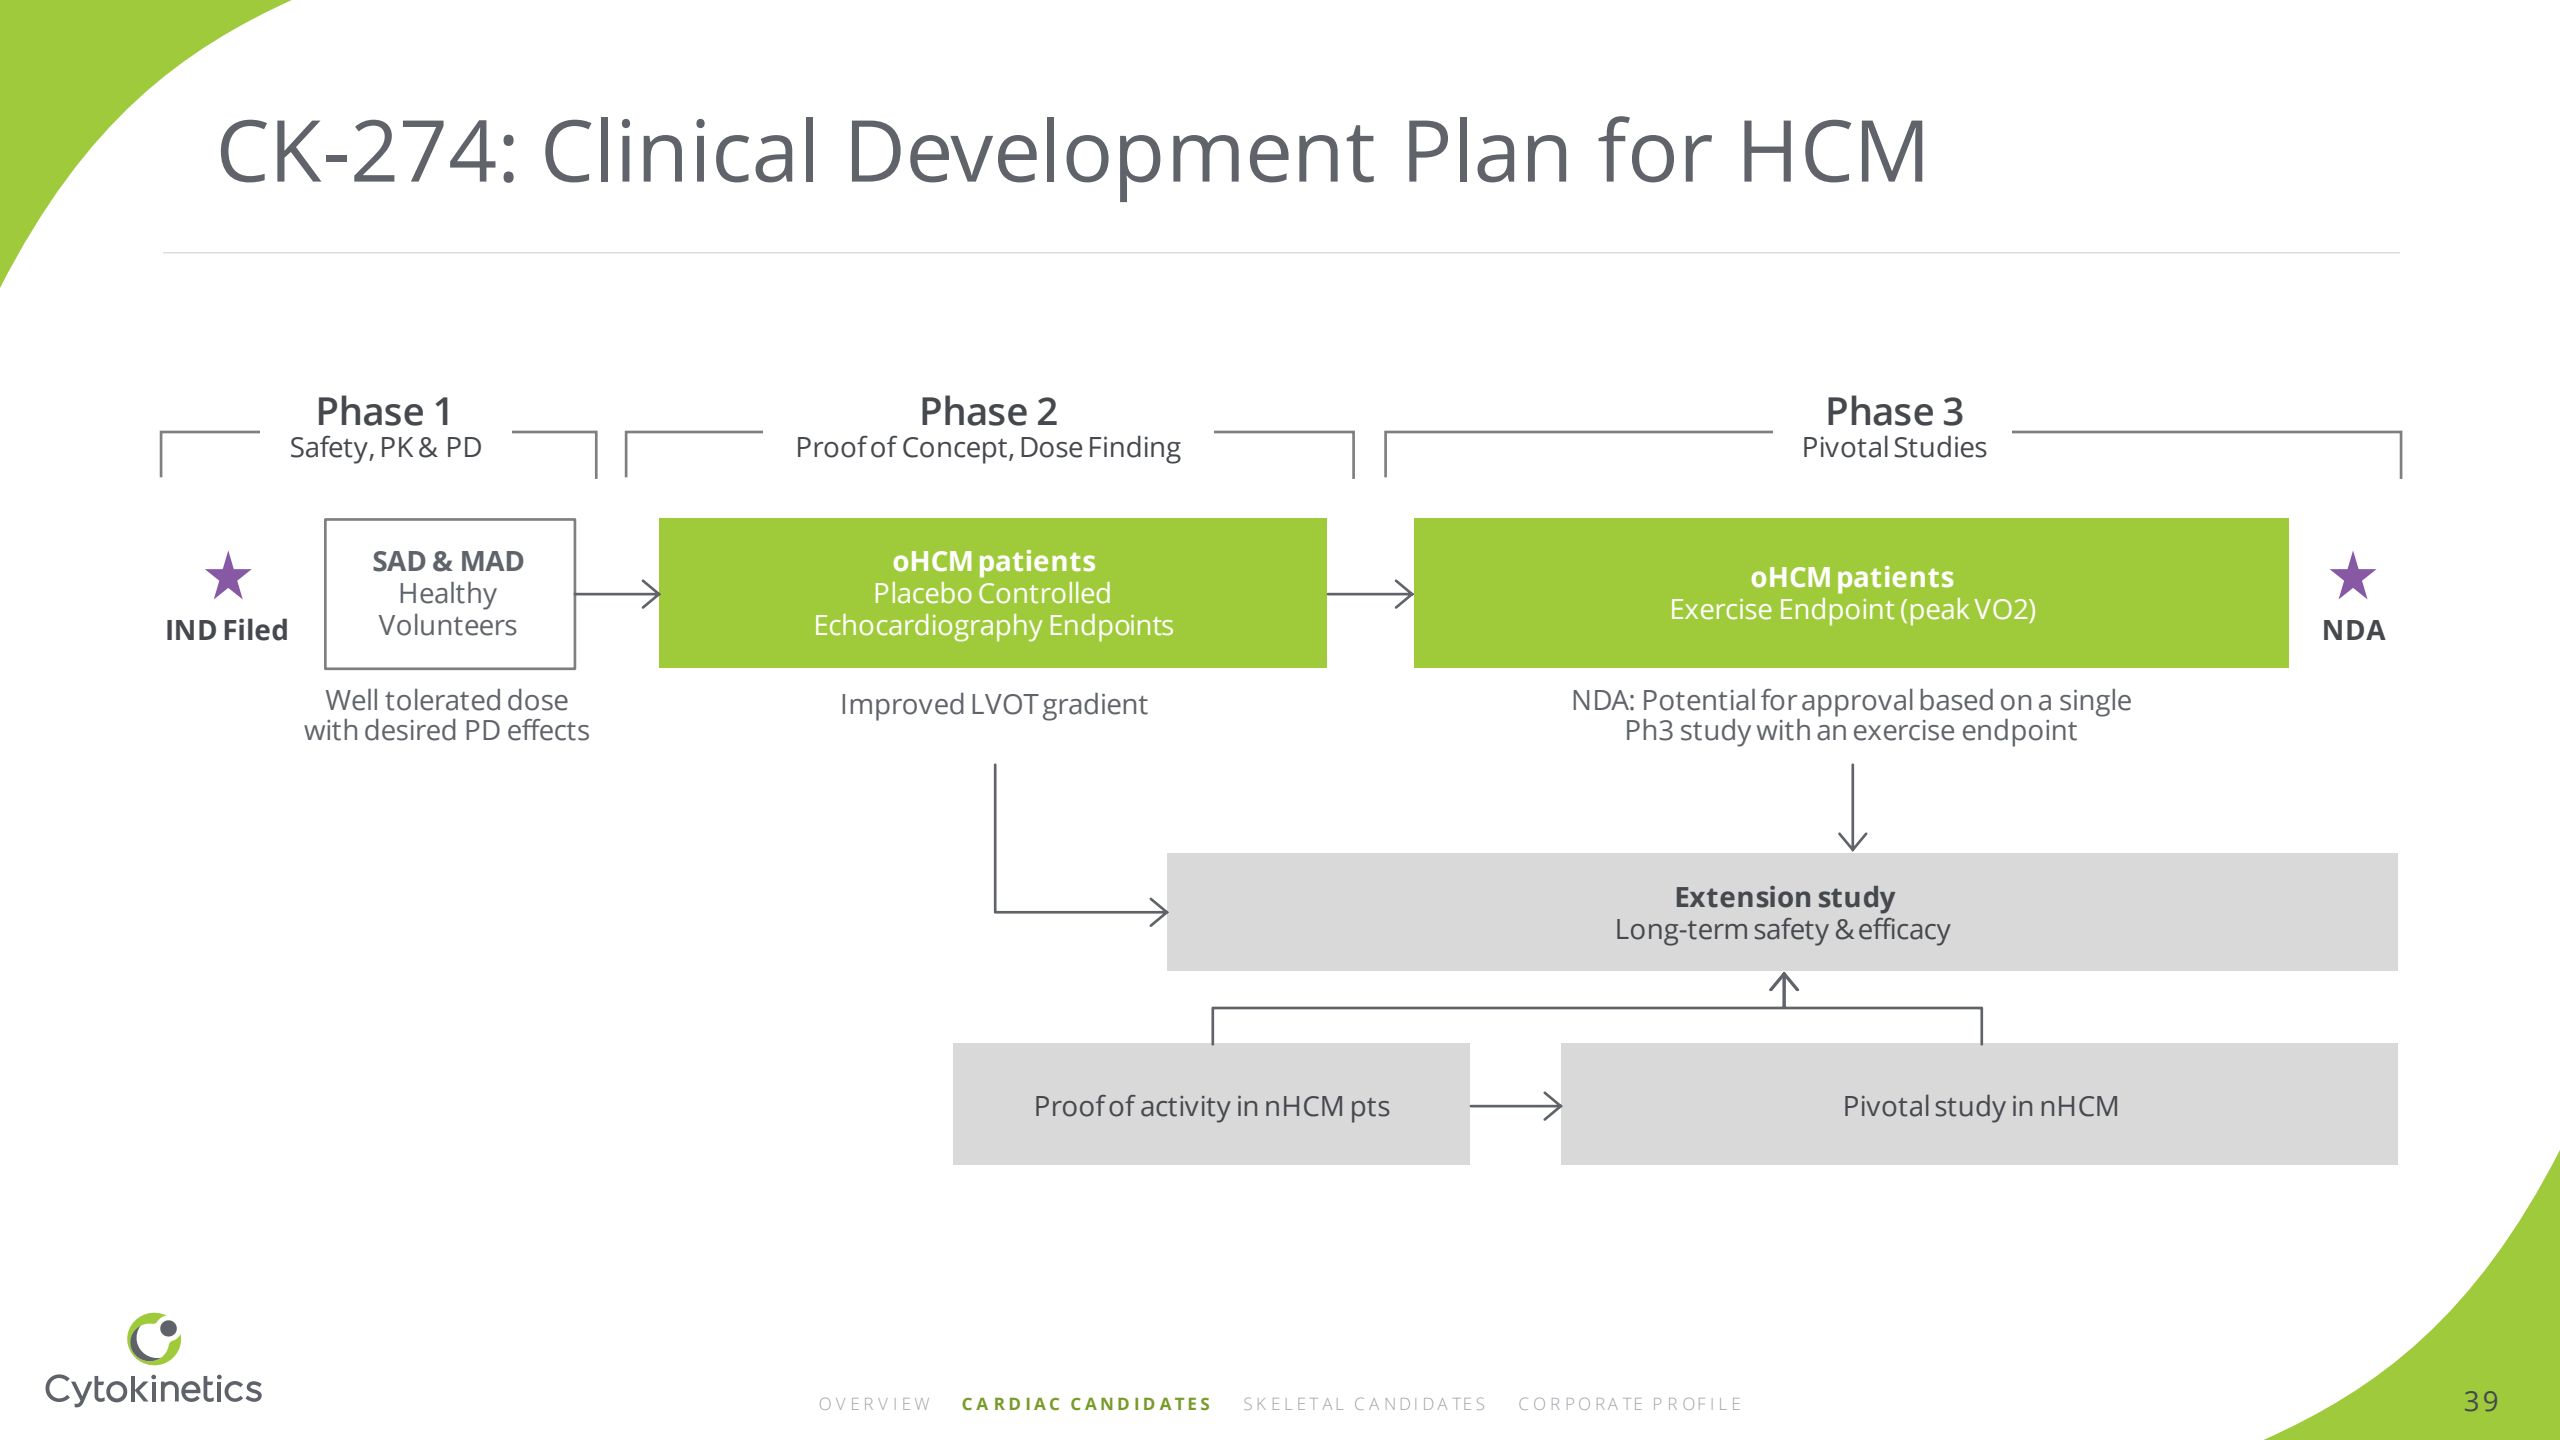 CK-274: Clinical Development Plan for HCM
Phase 1
Safety, PK & PD
Phase 2
Proof of Concept, Dose Finding
Phase 3
Pivotal Studies
IND Filed
SAD & MAD
Healthy
Volunteers
oHCM patients
Placebo Controlled
Echocardiography Endpoints
oHCM patients
Exercise Endpoint (peak VO2)
NDA
Well tolerated dose
with desired PD effects
Improved LVOT gradient
NDA: Potential for approval based on a single
Ph3 study with an exercise endpoint
Extension study
Long-term safety & efficacy
Proof of activity in nHCM pts
Pivotal study in nHCM
Cytokinetics
OVERVIEW CARDIAC CANDIDATES SKELETAL CANDIDATES CORPORATE PROFILE
39